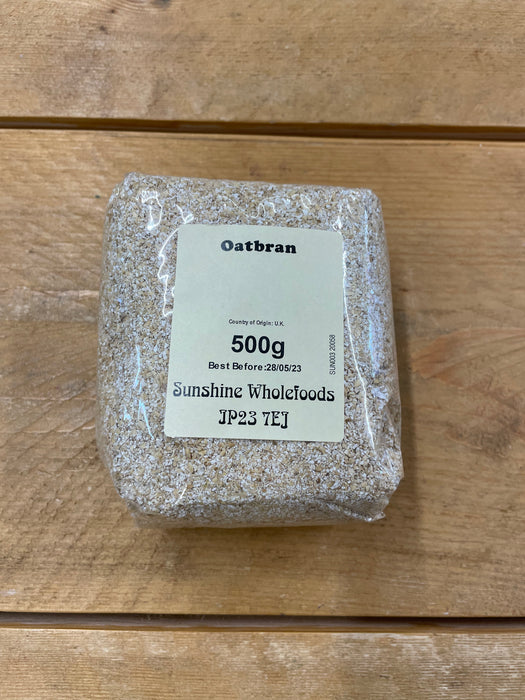 Oatbran
Country of Origin: U.K.
500g
Best Before:28/05/23
Sunshine Wholefoods
IP23 7EJ
SUN003 20058